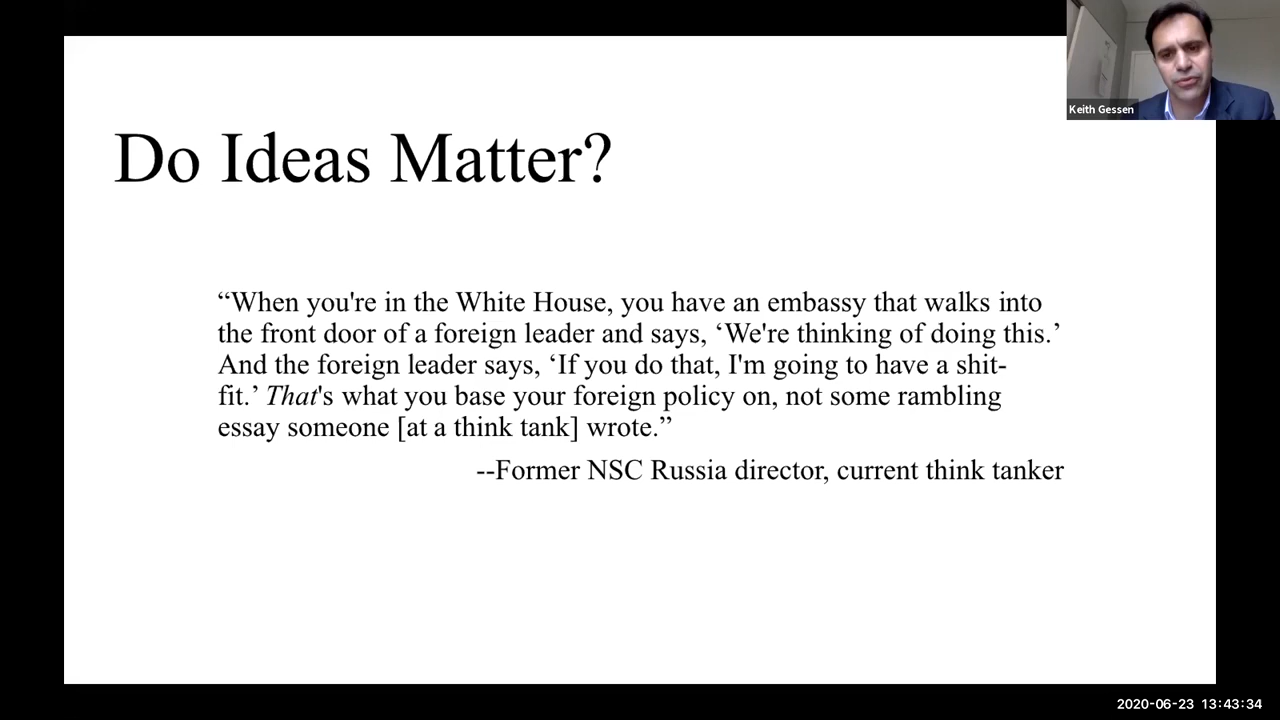 Keith Gessen
Do Ideas Matter?
“When you're in the White House, you have an embassy that walks into
the front door of a foreign leader and says, ‘We're thinking of doing this.’
And the foreign leader says, ‘If you do that, I'm going to have a shit-
fit.’ That's what you base your foreign policy on, not some rambling
essay someone [at a think tank] wrote.”
--Former NSC Russia director, current think tanker
2020-06-23 13:43:34